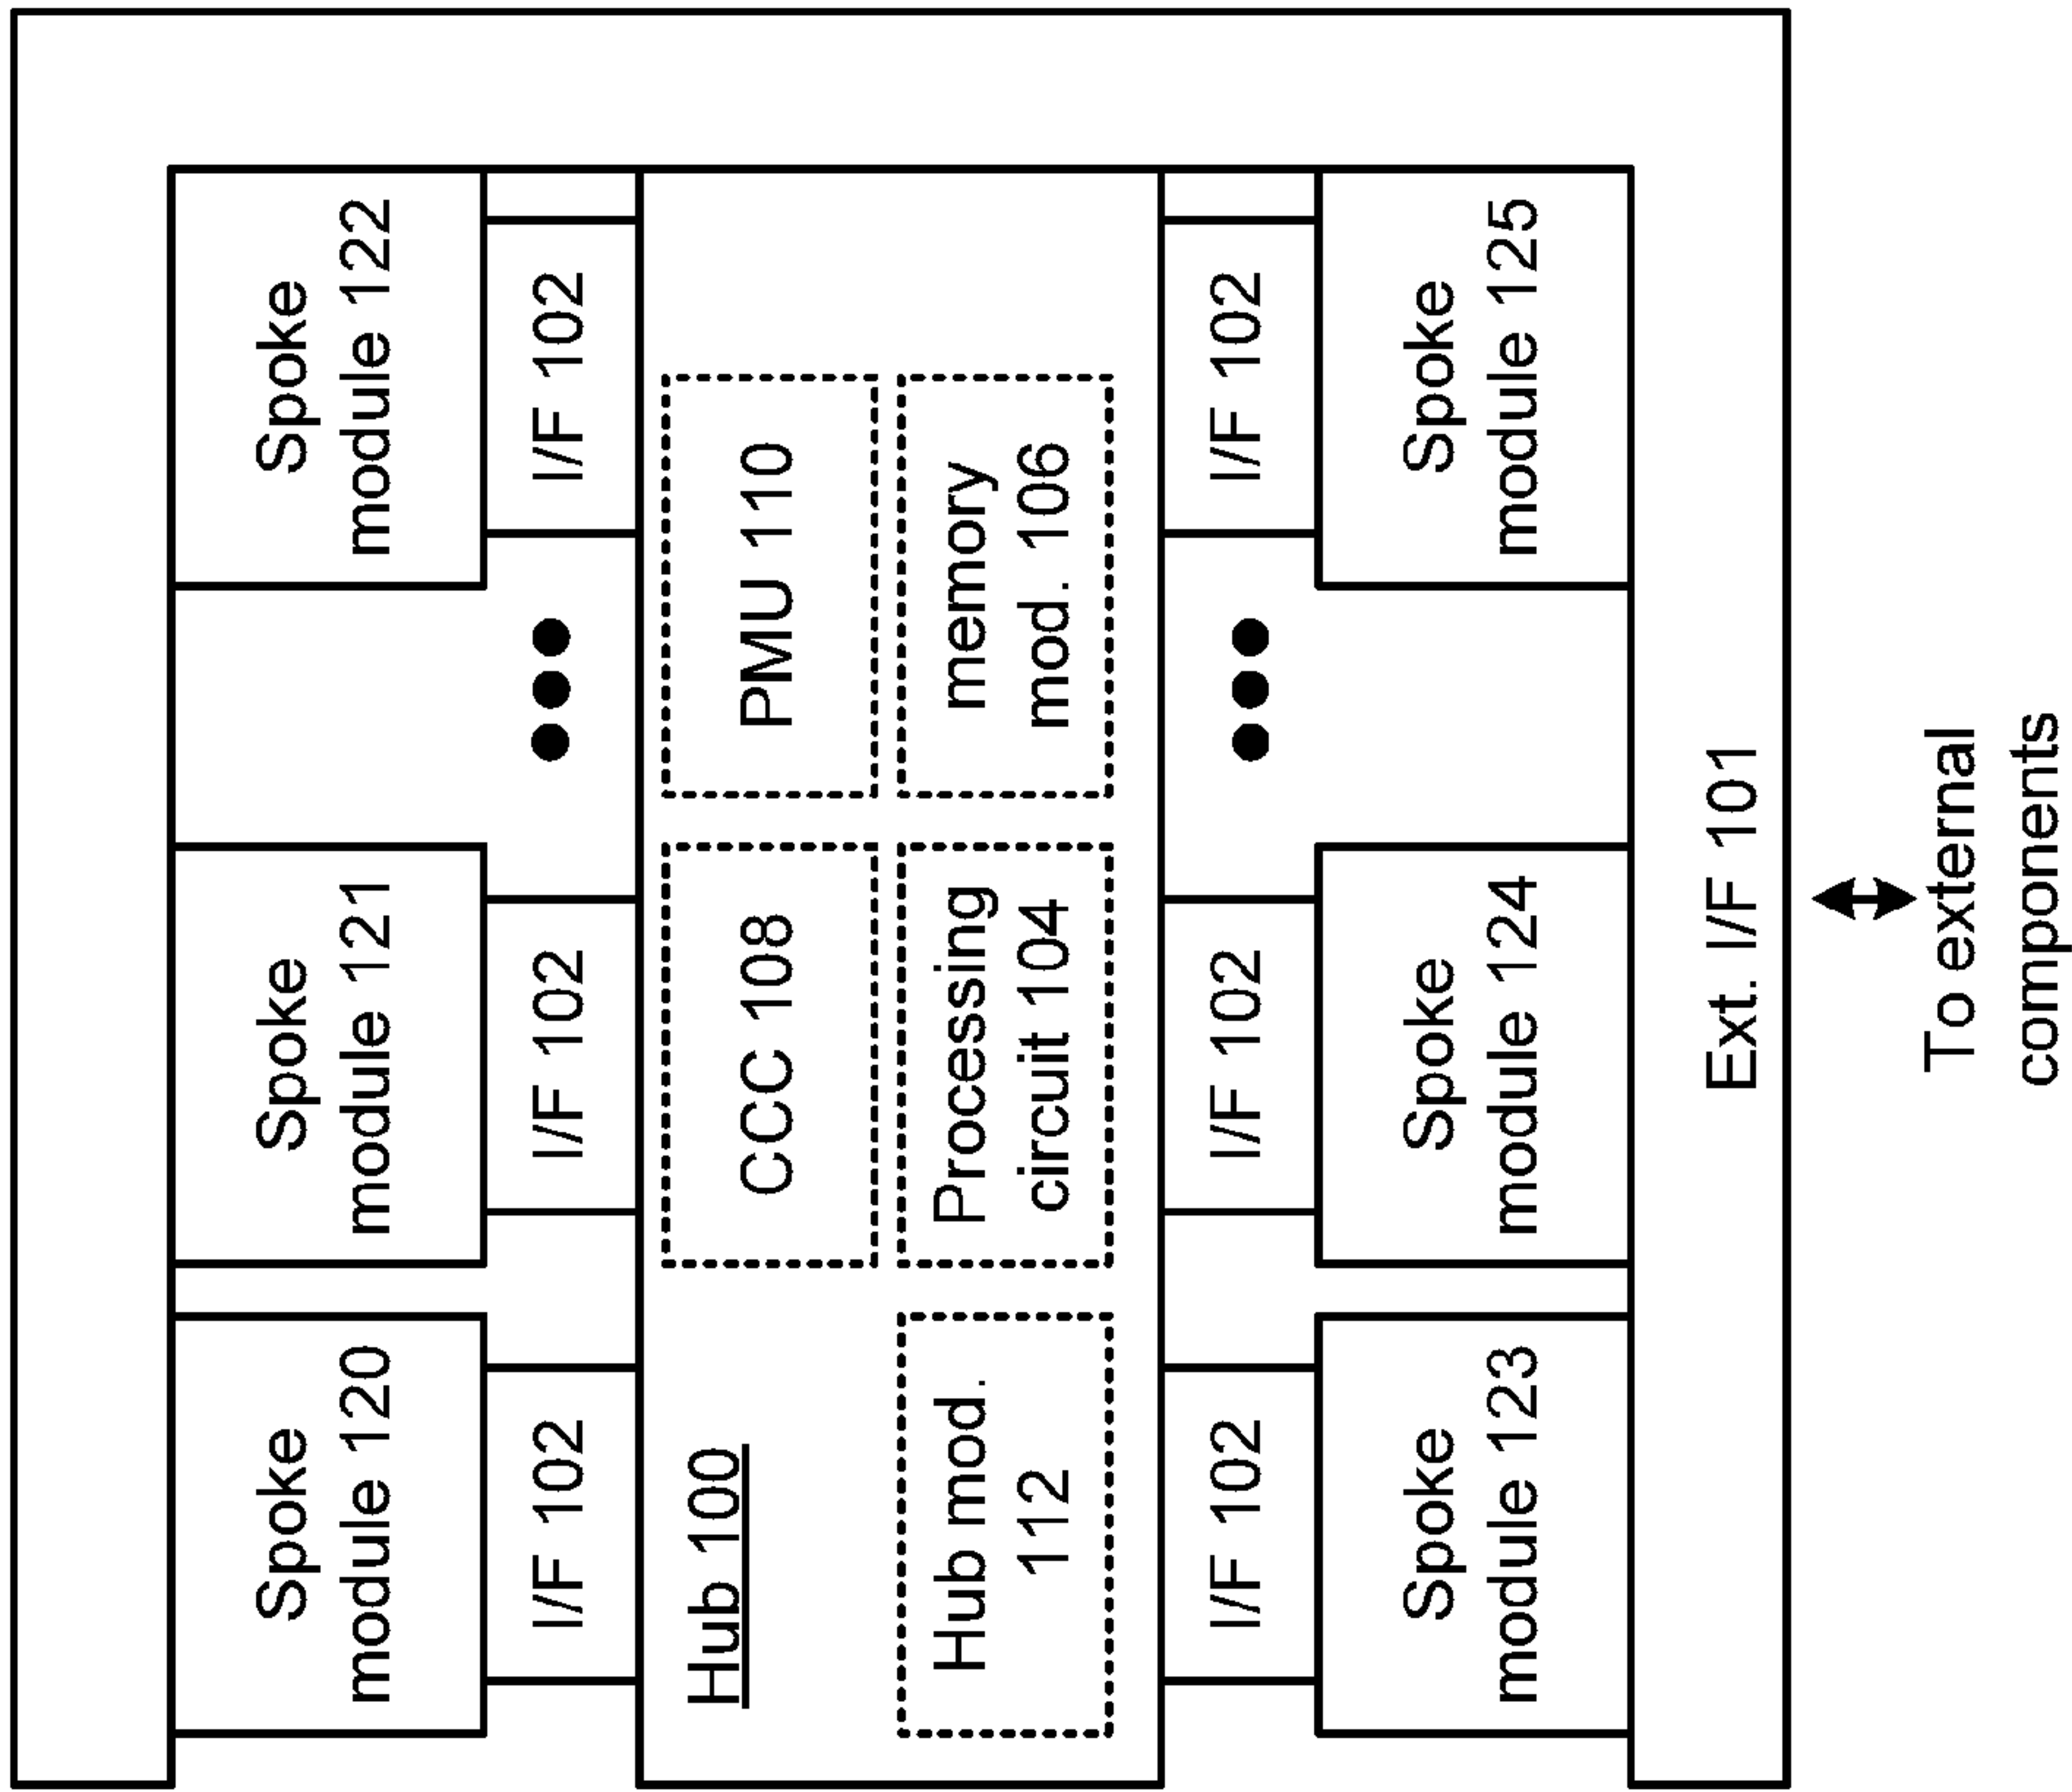 Spoke
module 120
Spoke
module 121
Spoke
module 122
I/F 102
I/F 102
I/F 102
Hub 100
CCC 108
PMU 110
Hub mod.
112
Processing
circuit 104
memory
mod. 106
I/F 102
I/F 102
I/F 102
Spoke
module 123
Spoke
module 124
Spoke
module 125
Ext. I/F 101
To external
components